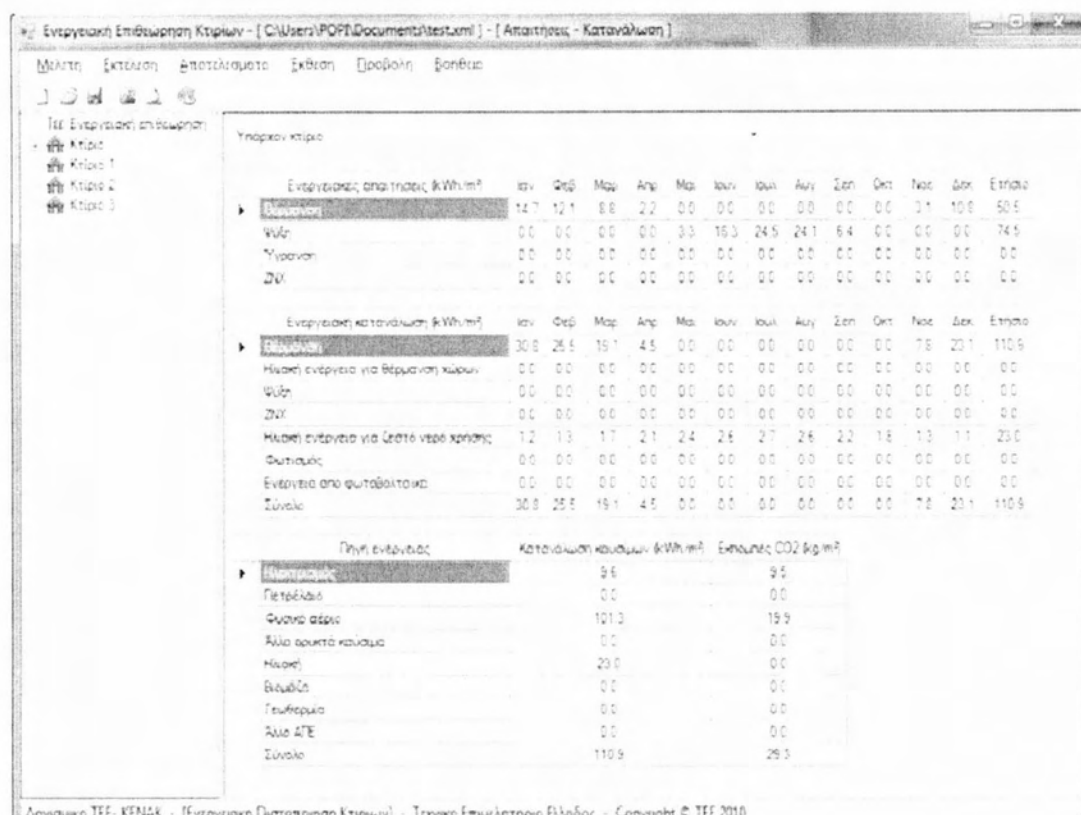 Ενεργειακή Επιθεώρηση Κτιρίων - [ C:\Users\POPI\Documents\test.xml ] - [ Απαιτήσεις - Κατανάλωση ]
Μελέτη Εκτέλεση Αποτελέσματα Έκθεση Προβολή Βοήθεια
ΤΕΕ Ενεργειακή επιθεώρηση
Κτίριο
Κτίριο 1
Κτίριο 2
Κτίριο 3
Υπάρχον κτίριο
Ενεργειακές απαιτήσεις (kWh/m²) Ιαν Φεβ Μαρ Απρ Μαι Ιουν Ιουλ Αυγ Σεπ Οκτ Νοε Δεκ Ετήσιο
Θέρμανση 14.7 12.1 8.8 2.2 0.0 0.0 0.0 0.0 0.0 0.0 3.1 10.8
Ψύξη 0.0 0.0 0.0 0.0 3.3 16.3 24.5 24.1 6.4 0.0 0.0 0.0 74.5
Ύγρανση 0.0 0.0 0.0 0.0 0.0 0.0 0.0 0.0 0.0 0.0 0.0 0.0 0.0
ΖΝΧ 0.0 0.0 0.0 0.0 0.0 0.0 0.0 0.0 0.0 0.0 0.0 0.0 0.0
Ενεργειακή κατανάλωση (kWh/m²) Ιαν Φεβ Μαρ Απρ Μαι Ιουν Ιουλ Αυγ Σεπ Οκτ Νοε Δεκ Ετήσιο
Θέρμανση 30.8 25.5 19.1 4.5 0.0 0.0 0.0 0.0 0.0 0.0 7.8 23.1 110.9
Ηλιακή ενέργεια για θέρμανση χώρων 0.0 0.0 0.0 0.0 0.0 0.0 0.0 0.0 0.0 0.0 0.0 0.0 0.0
Ψύξη 0.0 0.0 0.0 0.0 0.0 0.0 0.0 0.0 0.0 0.0 0.0 0.0 0.0
ΖΝΧ 0.0 0.0 0.0 0.0 0.0 0.0 0.0 0.0 0.0 0.0 0.0 0.0 0.0
Ηλιακή ενέργεια για ζεστό νερό χρήσης 1.2 1.3 1.7 2.1 2.4 2.6 2.7 2.6 2.2 1.8 1.3 1.1 23.0
Φωτισμός 0.0 0.0 0.0 0.0 0.0 0.0 0.0 0.0 0.0 0.0 0.0 0.0 0.0
Ενέργεια από φωτοβολταικά 0.0 0.0 0.0 0.0 0.0 0.0 0.0 0.0 0.0 0.0 0.0 0.0 0.0
Σύνολο 30.8 25.5 19.1 4.5 0.0 0.0 0.0 0.0 0.0 0.0 7.8 23.1 110.9
Πηγή ενέργειας Κατανάλωση καυσίμων (kWh/m²) Εκπομπές CO2 (kg/m²)
Ηλεκτρισμός 9.6 9.5
Πετρέλαιο 0.0 0.0
Φυσικό αέριο 101.3 19.9
Άλλα ορυκτά καύσιμα 0.0 0.0
Ηλιακή 23.0 0.0
Βιομάζα 0.0 0.0
Γεωθερμία 0.0 0.0
Άλλο ΑΠΕ 0.0 0.0
Σύνολο 110.9 29.3
Λογισμικό ΤΕΕ- ΚΕΝΑΚ - [Ενεργειακή Πιστοποίηση Κτιρίων] - Τεχνικό Επιμελητήριο Ελλάδος - Copyright © ΤΕΕ 2010